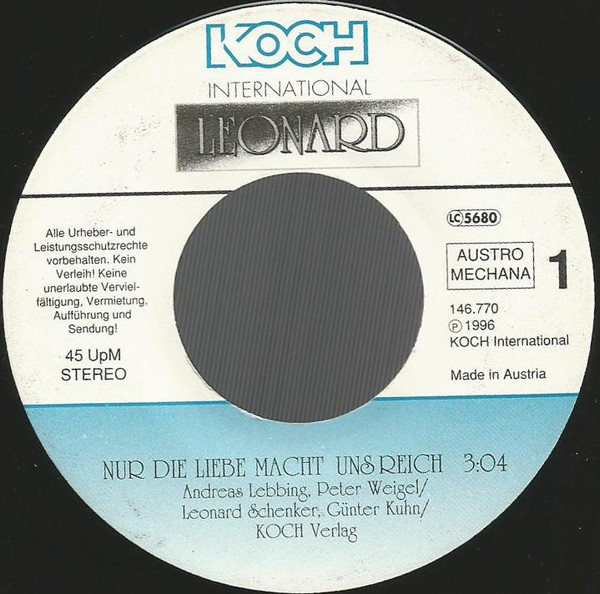 KOCH
INTERNATIONAL
LEONARD
Alle Urheber- und
Leistungsschutzrechte
vorbehalten. Kein
Verleih! Keine
unerlaubte Verviel-
fältigung, Vermietung,
Aufführung und
Sendung!
45 UpM
STEREO
LC 5680
AUSTRO
MECHANA
1
146.770
℗ 1996
KOCH International
Made in Austria
NUR DIE LIEBE MACHT UNS REICH 3:04
Andreas Lebbing, Peter Weigel/
Leonard Schenker, Günter Kuhn/
KOCH Verlag